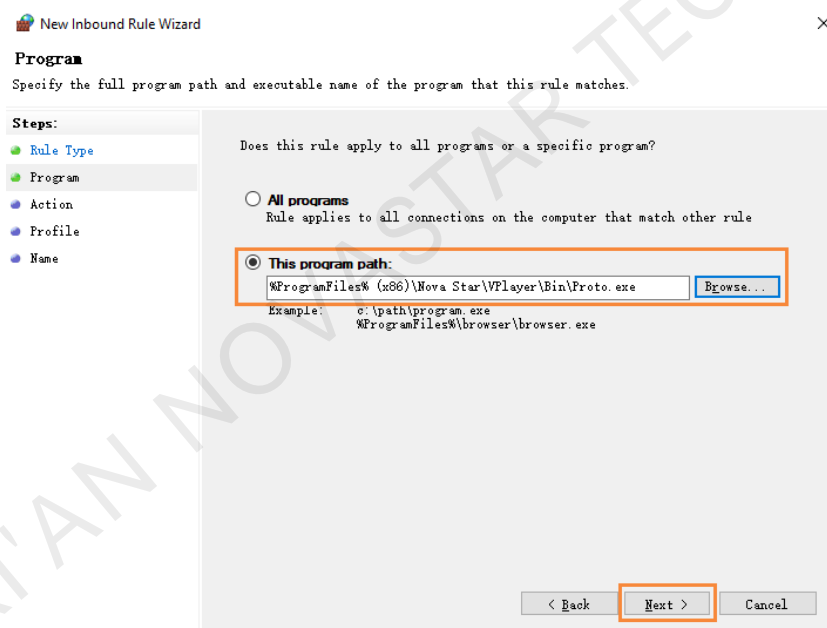 New Inbound Rule Wizard
Program
Specify the full program path and executable name of the program that this rule matches.
Steps:
Rule Type
Program
Action
Profile
Name
Does this rule apply to all programs or a specific program?
All programs
Rule applies to all connections on the computer that match other rule
This program path:
%ProgramFiles% (x86)\Nova Star\VPlayer\Bin\Proto.exe
Browse...
Example:
c:\path\program.exe
%ProgramFiles%\browser\browser.exe
< Back
Next >
Cancel
'AN NOVASTAR TEC